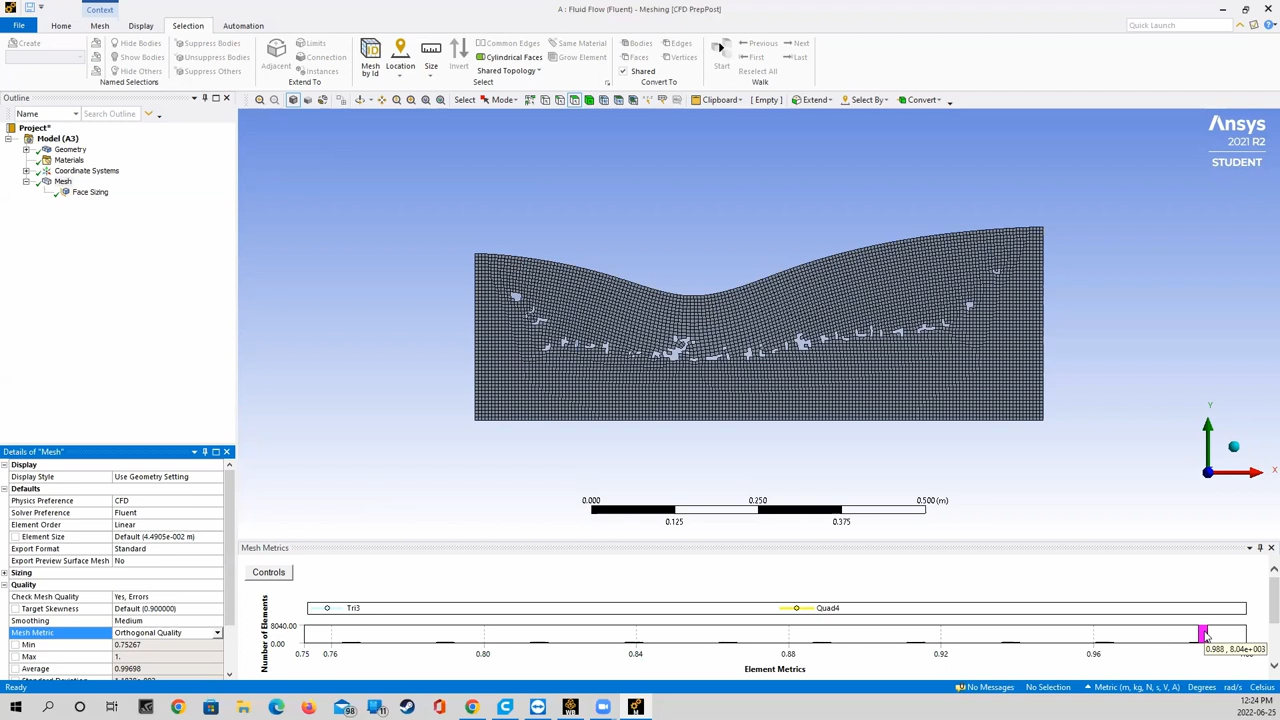 Context
A : Fluid Flow (Fluent) - Meshing [CFD PrepPost]
File Home Mesh Display Selection Automation Quick Launch
Create Hide Bodies Suppress Bodies Limits Common Edges Same Material Bodies Edges Previous Next
Show Bodies Unsuppress Bodies Connection Cylindrical Faces Grow Element Faces Vertices First Last
Hide Others Suppress Others Adjacent Instances Mesh by Id Location Size Invert Shared Topology Shared Start Reselect All
Named Selections Extend To Select Convert To Walk
Outline Select Mode Clipboard [ Empty ] Extend Select By Convert
Name Search Outline
Project*
Model (A3)
Geometry
Materials
Coordinate Systems
Mesh
Face Sizing
Ansys
2021 R2
STUDENT
Y
X
0.000 0.250 0.500 (m)
0.125 0.375
Details of "Mesh"
Display
Display Style Use Geometry Setting
Defaults
Physics Preference CFD
Solver Preference Fluent
Element Order Linear
Element Size Default (4.4905e-002 m)
Export Format Standard
Export Preview Surface Mesh No
Sizing
Quality
Check Mesh Quality Yes, Errors
Target Skewness Default (0.900000)
Smoothing Medium
Mesh Metric Orthogonal Quality
Min 0.75267
Max 1.
Average 0.99698
Mesh Metrics
Controls
Tri3 Quad4
Number of Elements
8040.00
0.00
0.75 0.76 0.80 0.84 0.88 0.92 0.96
0.988 , 8.04e+003
Element Metrics
Ready No Messages No Selection Metric (m, kg, N, s, V, A) Degrees rad/s Celsius
98
11
12:24 PM
2022-06-25